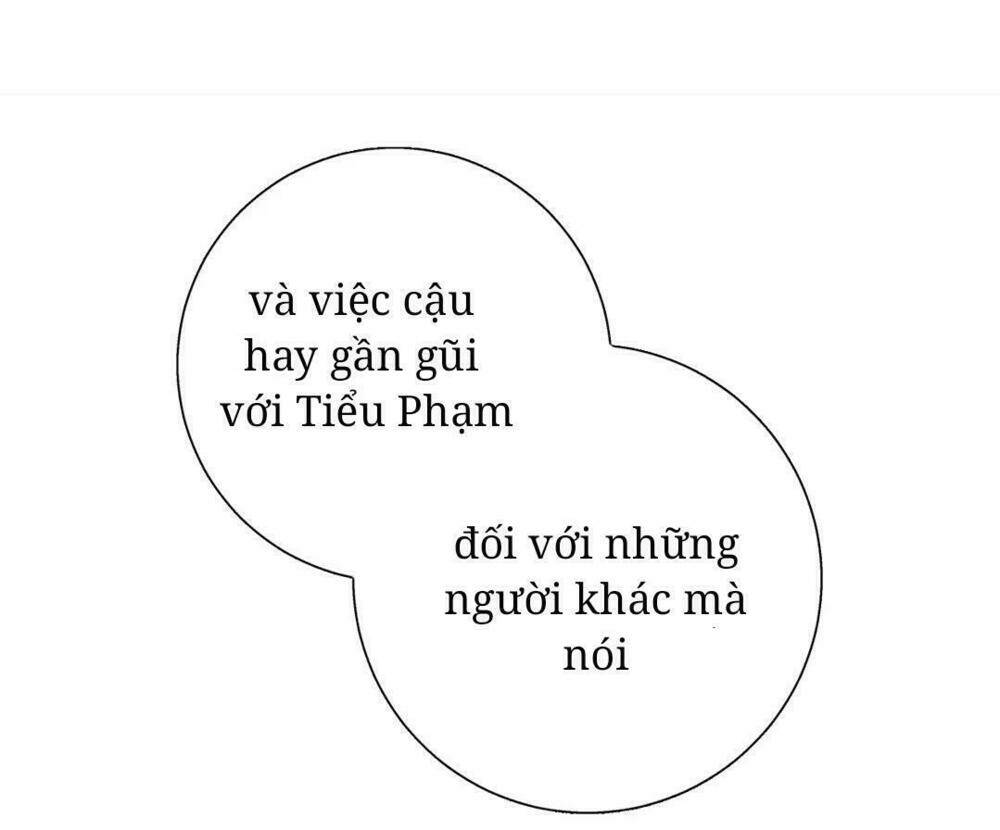 và việc cậu
hay gần gũi
với Tiểu Phạm
đối với những
người khác mà
nói